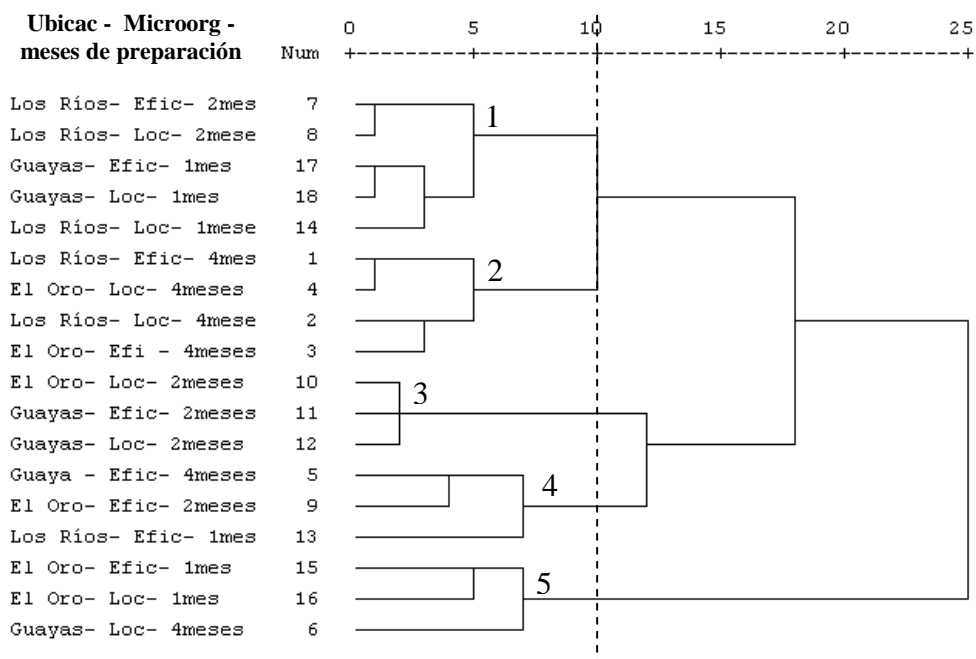 Ubicac - Microorg - 
meses de preparación Num
0 5 10 15 20 25
Los Ríos- Efic- 2mes 7
1
Los Ríos- Loc- 2mese 8
Guayas- Efic- 1mes 17
Guayas- Loc- 1mes 18
Los Ríos- Loc- 1mese 14
Los Ríos- Efic- 4mes 1
2
El Oro- Loc- 4meses 4
Los Ríos- Loc- 4mese 2
El Oro- Efi - 4meses 3
El Oro- Loc- 2meses 10
3
Guayas- Efic- 2meses 11
Guayas- Loc- 2meses 12
Guaya - Efic- 4meses 5
4
El Oro- Efic- 2meses 9
Los Ríos- Efic- 1mes 13
El Oro- Efic- 1mes 15
5
El Oro- Loc- 1mes 16
Guayas- Loc- 4meses 6